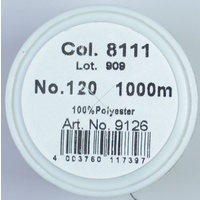 Col. 8111
Lot. 909
No.120 1000m
100%Polyester
Art. No. 9126
4 003760 117397